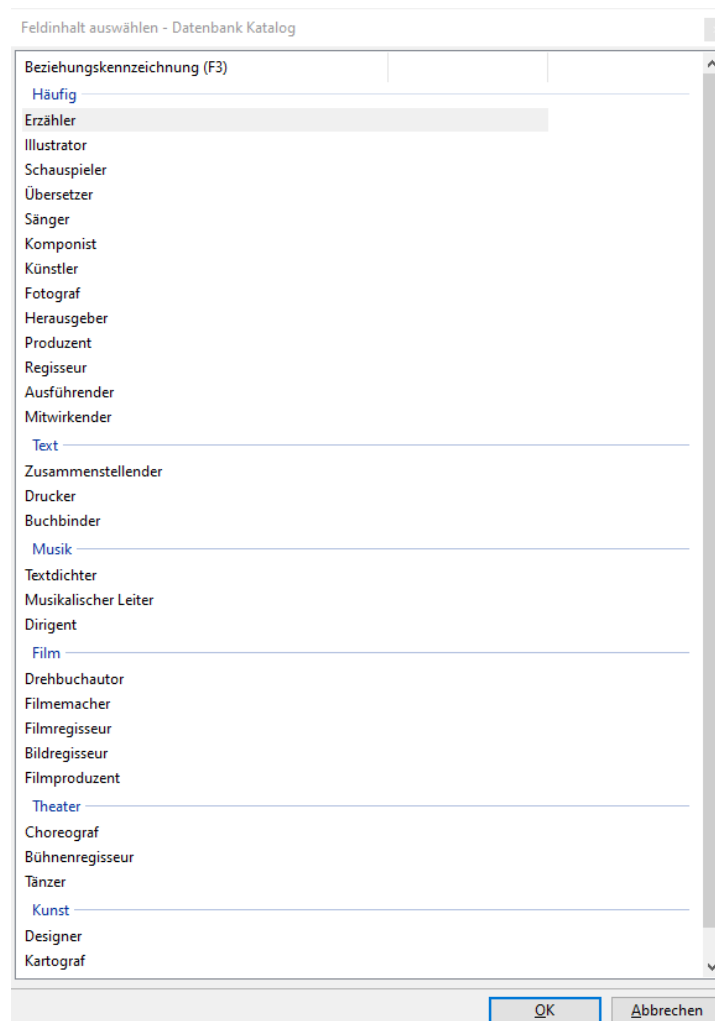 Feldinhalt auswählen - Datenbank Katalog
Beziehungskennzeichnung (F3)
Häufig
Erzähler
Illustrator
Schauspieler
Übersetzer
Sänger
Komponist
Künstler
Fotograf
Herausgeber
Produzent
Regisseur
Ausführender
Mitwirkender
Text
Zusammenstellender
Drucker
Buchbinder
Musik
Textdichter
Musikalischer Leiter
Dirigent
Film
Drehbuchautor
Filmemacher
Filmregisseur
Bildregisseur
Filmproduzent
Theater
Choreograf
Bühnenregisseur
Tänzer
Kunst
Designer
Kartograf
OK Abbrechen